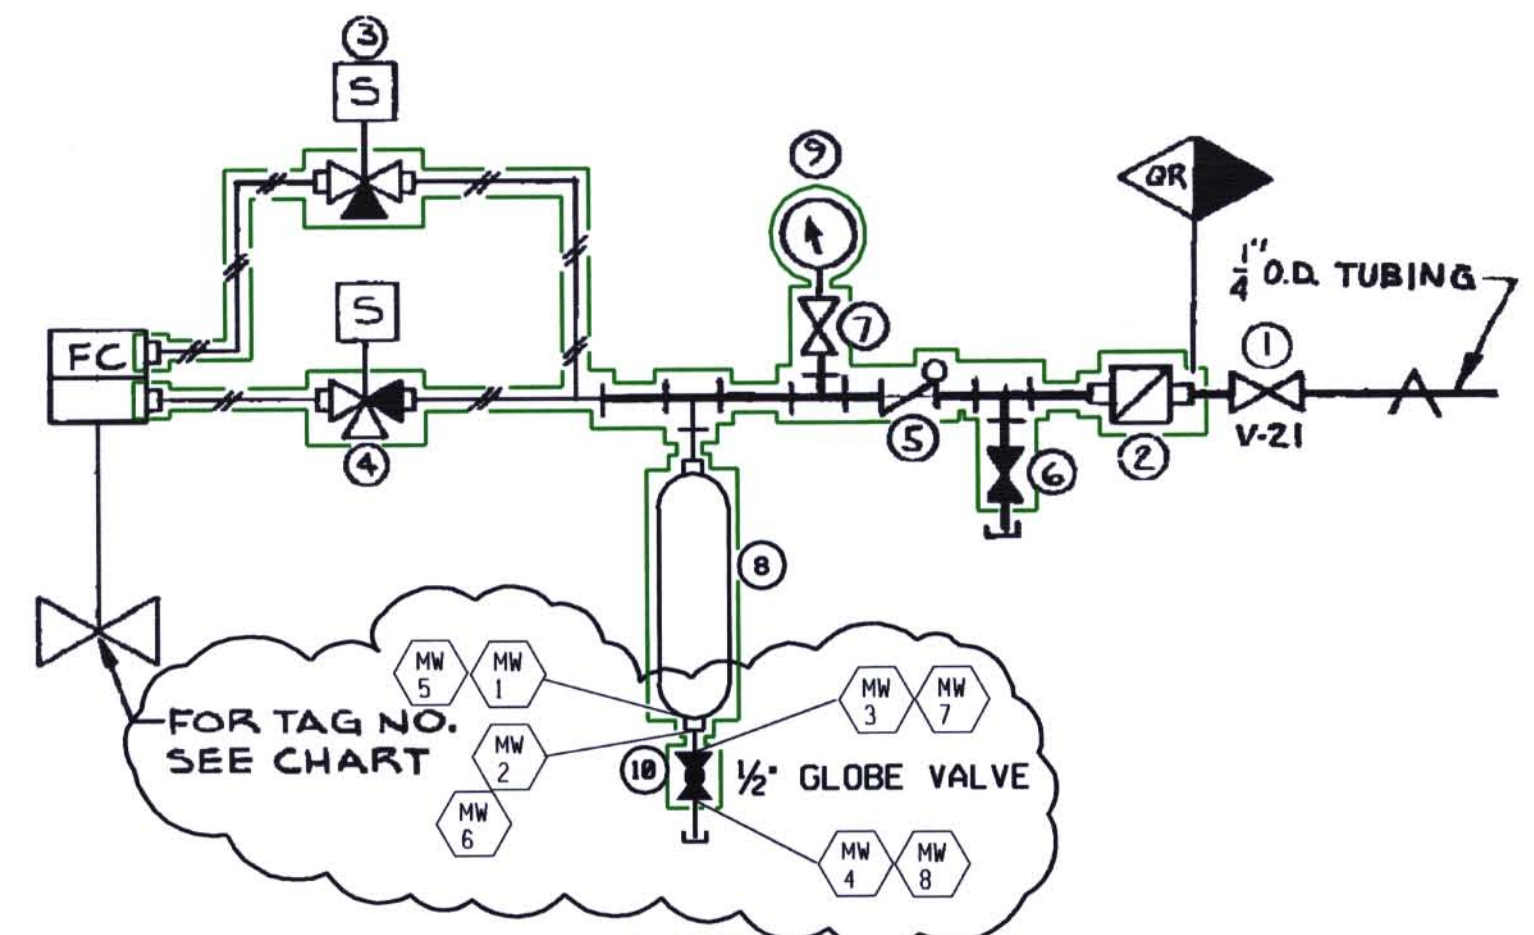 3
S
9
QR
1/4" O.D. TUBING
S
7
1
FC
5
2
V-21
4
6
8
MW 5
MW 1
MW 3
MW 7
FOR TAG NO.
SEE CHART
MW 2
10
1/2" GLOBE VALVE
MW 6
MW 4
MW 8